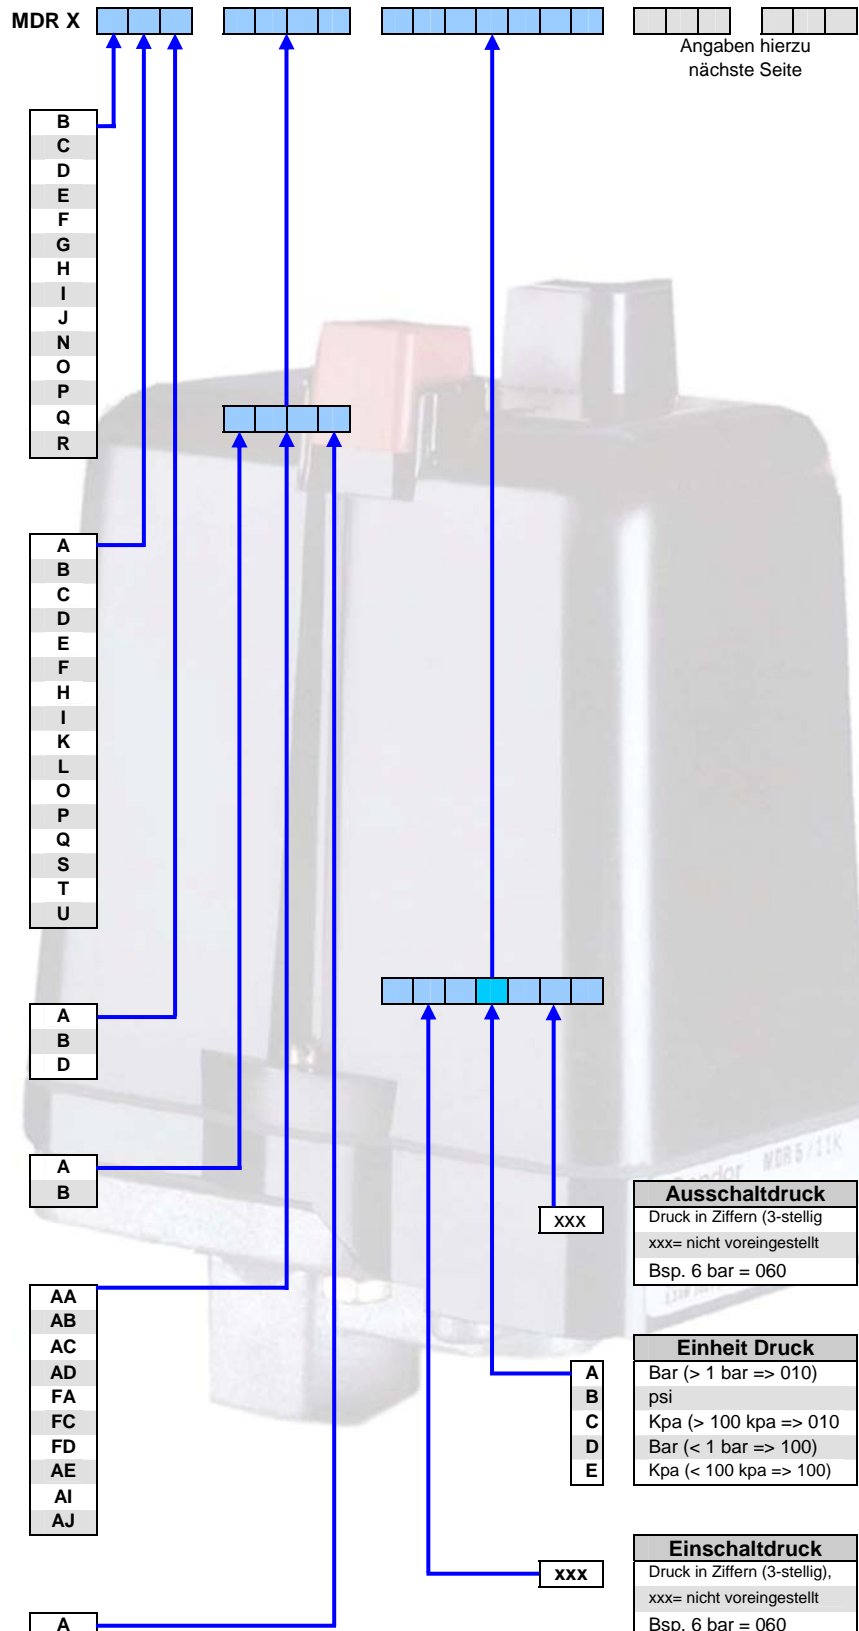 MDR X
Angaben hierzu
nächste Seite
B
C
D
E
F
G
H
I
J
N
O
P
Q
R
A
B
C
D
E
F
H
I
K
L
O
P
Q
S
T
U
A
B
D
A
B
MDR 5 / 11K
xxx
Ausschaltdruck
Druck in Ziffern (3-stellig
xxx= nicht voreingestellt
Bsp. 6 bar = 060
AA
AB
AC
AD
FA
FC
FD
AE
AI
AJ
Einheit Druck
A Bar (> 1 bar => 010)
B psi
C Kpa (> 100 kpa => 010
D Bar (< 1 bar => 100)
E Kpa (< 100 kpa => 100)
xxx
Einschaltdruck
Druck in Ziffern (3-stellig),
xxx= nicht voreingestellt
Bsp. 6 bar = 060
A